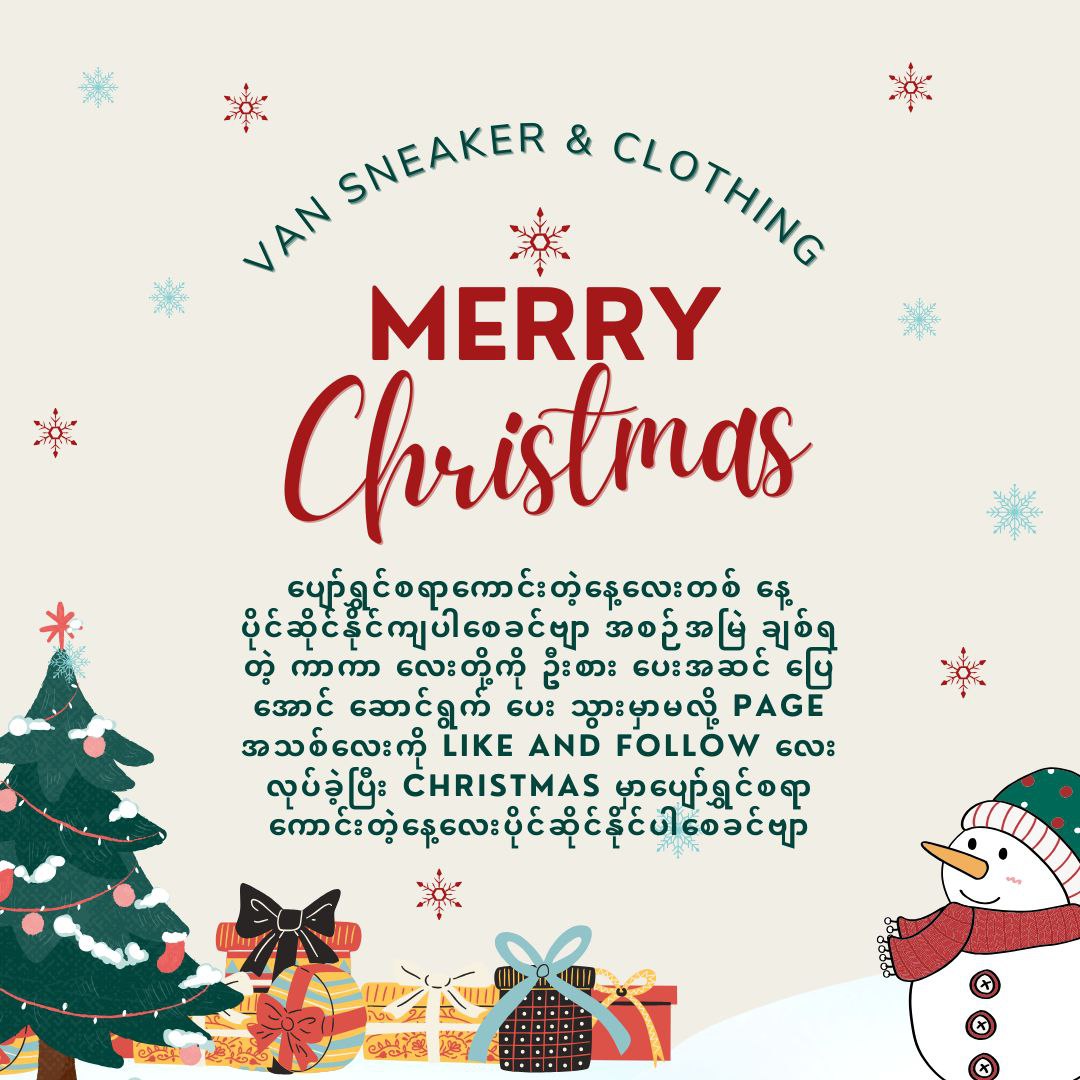 VAN SNEAKER & CLOTHING
MERRY
Christmas
ပျော်ရွှင်စရာကောင်းတဲ့နေ့လေးတစ် နေ့
ပိုင်ဆိုင်နိုင်ကျပါစေခင်ဗျာ အစဉ်အမြဲ ချစ်ရ
တဲ့ ကာကာ လေးတို့ကို ဦးစား ပေးအဆင် ပြေ
အောင် ဆောင်ရွက် ပေး သွားမှာမလို့ PAGE
အသစ်လေးကို LIKE AND FOLLOW လေး
လုပ်ခဲ့ပြီး CHRISTMAS မှာပျော်ရွှင်စရာ
ကောင်းတဲ့နေ့လေးပိုင်ဆိုင်နိုင်ပါစေခင်ဗျာ